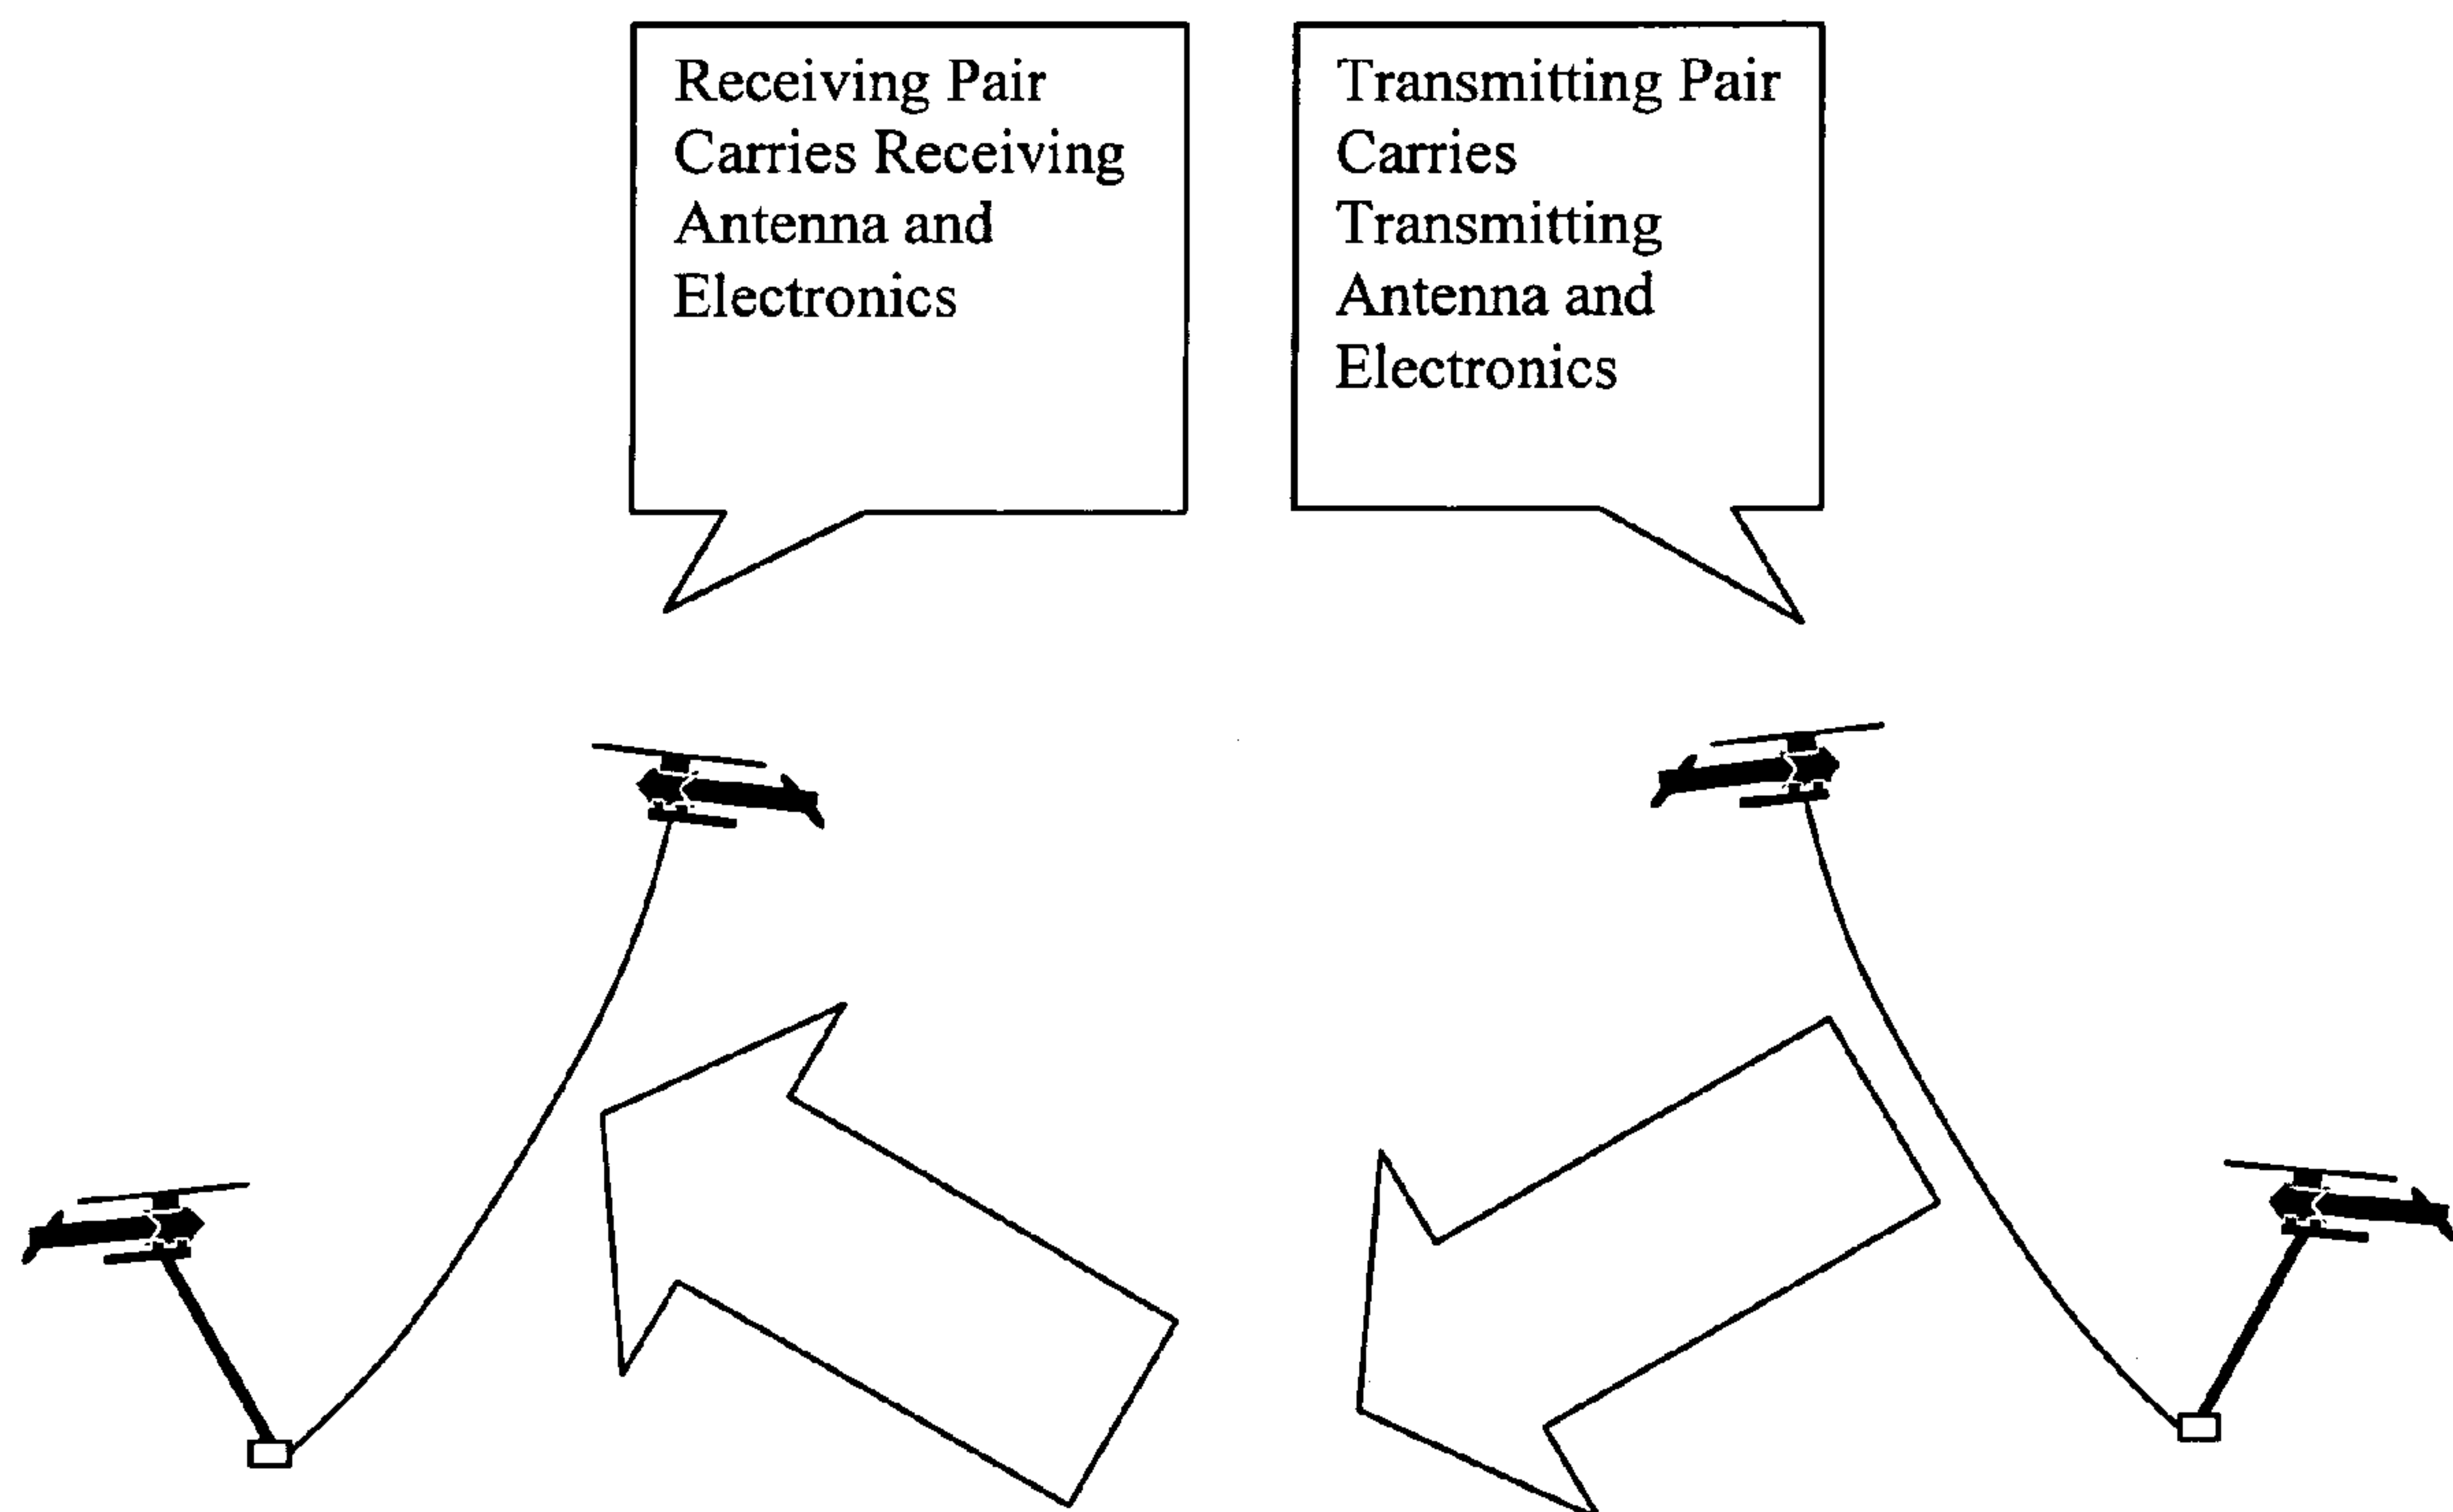 Receiving Pair
Carries Receiving
Antenna and
Electronics
Transmitting Pair
Carries
Transmitting
Antenna and
Electronics